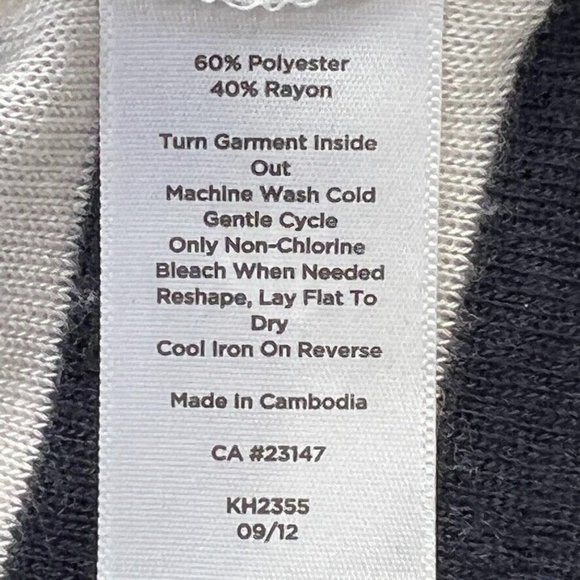 60% Polyester
40% Rayon
Turn Garment Inside
Out
Machine Wash Cold
Gentle Cycle
Only Non-Chlorine
Bleach When Needed
Reshape, Lay Flat To
Dry
Cool Iron On Reverse
Made In Cambodia
CA #23147
KH2355
09/12